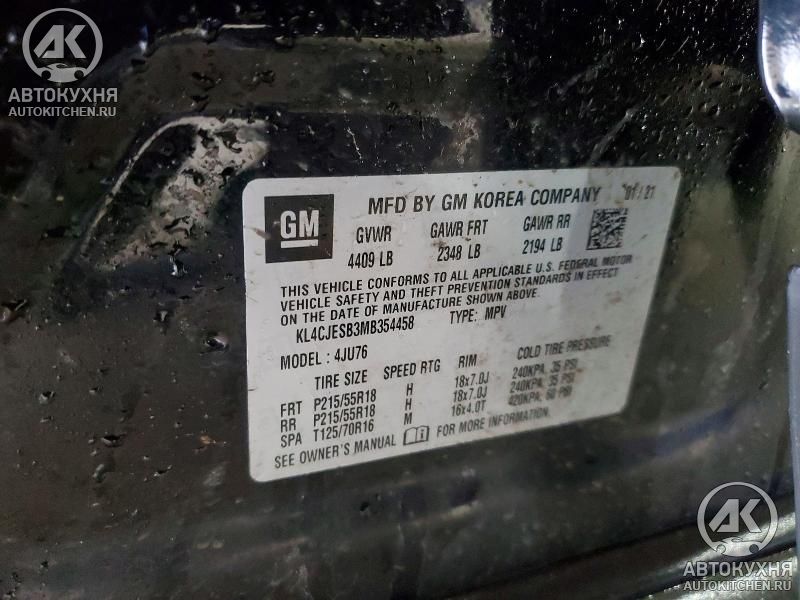 AK
АВТОКУХНЯ
AUTOKITCHEN.RU
GM
MFD BY GM KOREA COMPANY 01/21
GVWR GAWR FRT GAWR RR
4409 LB 2348 LB 2194 LB
THIS VEHICLE CONFORMS TO ALL APPLICABLE U.S. FEDERAL MOTOR
VEHICLE SAFETY AND THEFT PREVENTION STANDARDS IN EFFECT
ON THE DATE OF MANUFACTURE SHOWN ABOVE.
KL4CJESB3MB354458 TYPE: MPV
MODEL : 4JU76
TIRE SIZE SPEED RTG RIM COLD TIRE PRESSURE
FRT P215/55R18 H 18x7.0J 240KPA, 35 PSI
RR P215/55R18 H 18x7.0J 240KPA, 35 PSI
SPA T125/70R16 M 16x4.0T 420KPA, 60 PSI
SEE OWNER'S MANUAL FOR MORE INFORMATION.
AK
АВТОКУХНЯ
AUTOKITCHEN.RU